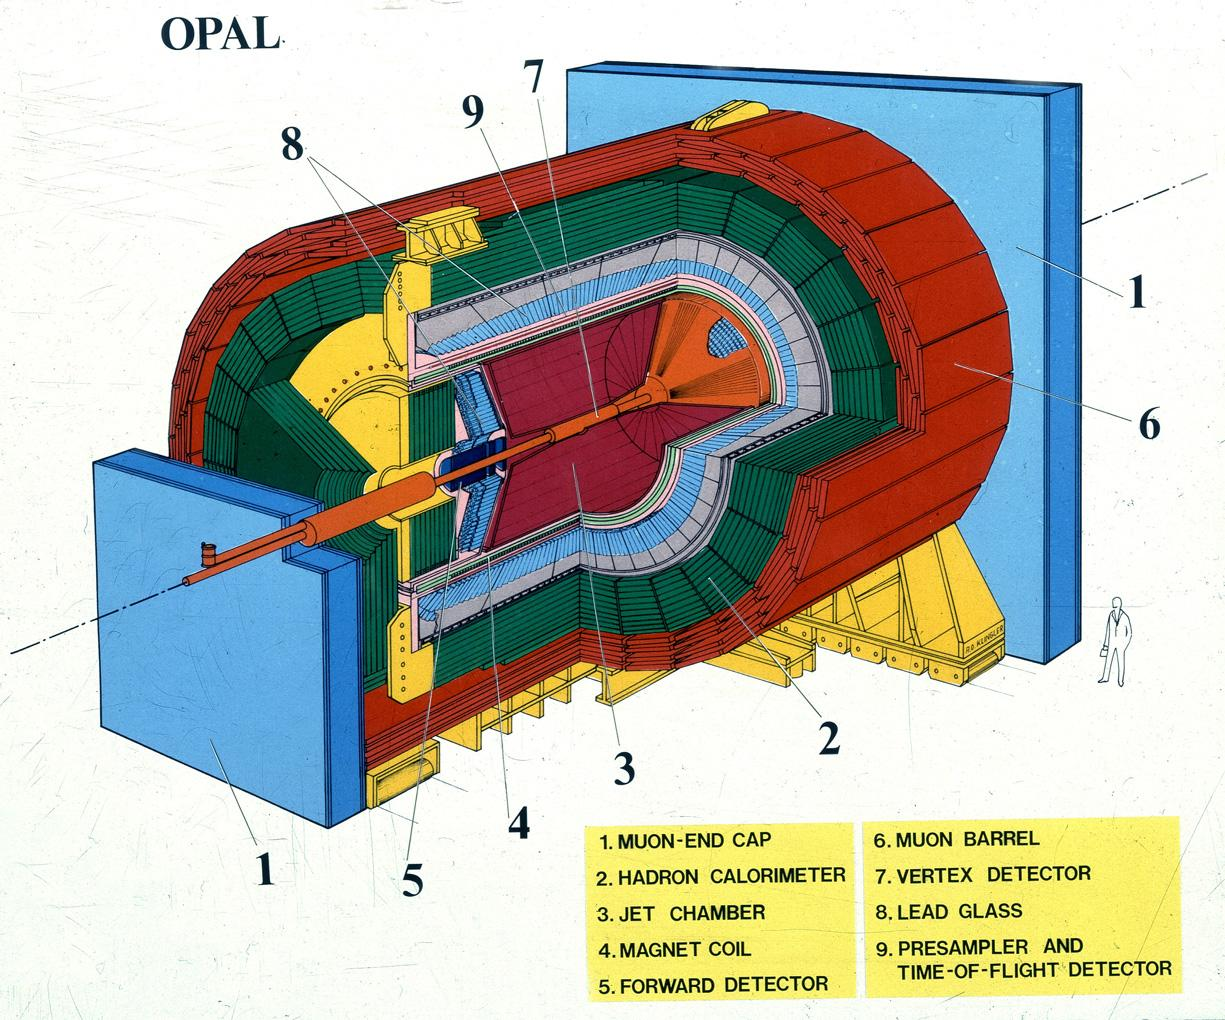 OPAL
7
9
8
1
6
2
3
4
1
5
R.D. KLINGLER
1. MUON-END CAP
2. HADRON CALORIMETER
3. JET CHAMBER
4. MAGNET COIL
5. FORWARD DETECTOR
6. MUON BARREL
7. VERTEX DETECTOR
8. LEAD GLASS
9. PRESAMPLER AND
TIME-OF-FLIGHT DETECTOR